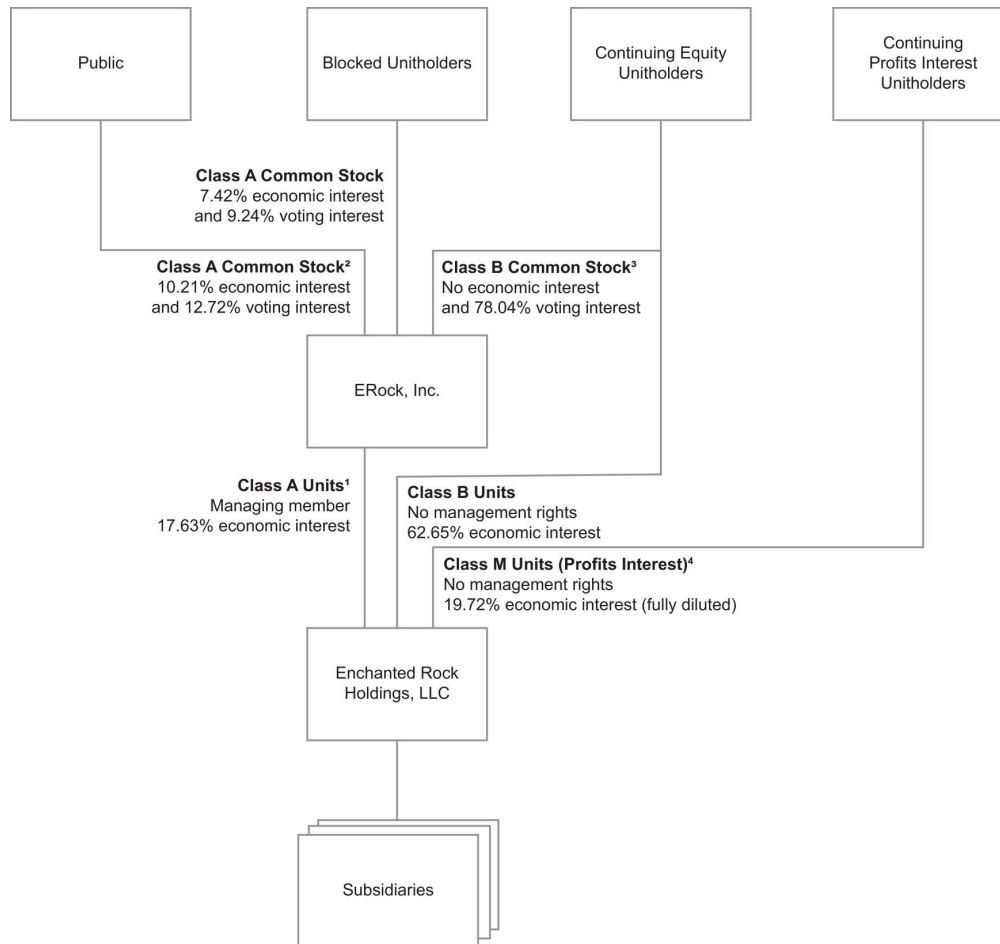 Public
Blocked Unitholders
Continuing Equity
Unitholders
Continuing
Profits Interest
Unitholders
Class A Common Stock
7.42% economic interest
and 9.24% voting interest
Class A Common Stock²
10.21% economic interest
and 12.72% voting interest
Class B Common Stock³
No economic interest
and 78.04% voting interest
ERock, Inc.
Class A Units¹
Managing member
17.63% economic interest
Class B Units
No management rights
62.65% economic interest
Class M Units (Profits Interest)⁴
No management rights
19.72% economic interest (fully diluted)
Enchanted Rock
Holdings, LLC
Subsidiaries